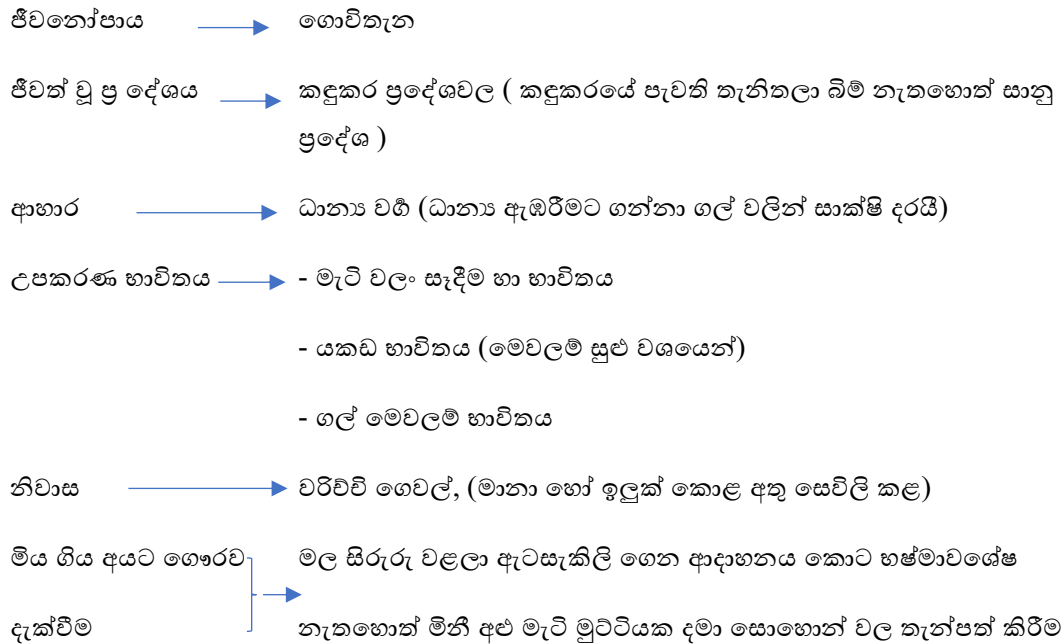 ජීවනෝපාය ගොවිතැන
ජීවත් වූ ප්‍ර දේශය කඳුකර ප්‍රදේශවල ( කඳුකරයේ පැවති තැනිතලා බිම් නැතහොත් සානු
ප්‍රදේශ )
ආහාර ධාන්‍ය වර්‍ග (ධාන්‍ය ඇඹරීමට ගන්නා ගල් වලින් සාක්ෂි දරයි)
උපකරණ භාවිතය - මැටි වලං සෑදීම හා භාවිතය
- යකඩ භාවිතය (මෙවලම් සුළු වශයෙන්)
- ගල් මෙවලම් භාවිතය
නිවාස වරිච්චි ගෙවල්, (මානා හෝ ඉලුක් කොළ අතු සෙවිලි කළ)
මිය ගිය අයට ගෞරව මල සිරුරු වළලා ඇටසැකිලි ගෙන ආදාහනය කොට භෂ්මාවශේෂ
දැක්වීම නැතහොත් මිනී අළු මැටි මුට්ටියක දමා සොහොන් වල තැන්පත් කිරීම